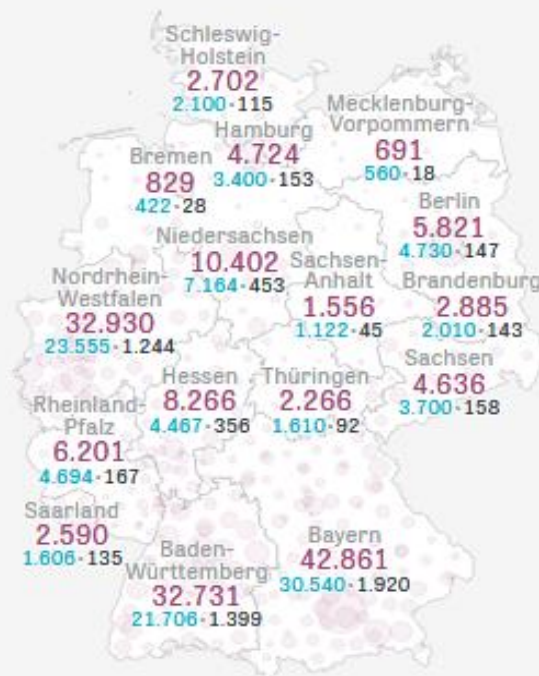 Schleswig-
Holstein
2.702
2.100·115
Mecklenburg-
Vorpommern
691
560·18
Hamburg
4.724
3.400·153
Bremen
829
422·28
Berlin
5.821
4.730·147
Niedersachsen
10.402
7.164·453
Sachsen-
Anhalt
1.556
1.122·45
Brandenburg
2.885
2.010·143
Nordrhein-
Westfalen
32.930
23.555·1.244
Sachsen
4.636
3.700·158
Hessen
8.266
4.467·356
Thüringen
2.266
1.610·92
Rheinland-
Pfalz
6.201
4.694·167
Saarland
2.590
1.606·135
Baden-
Württemberg
32.731
21.706·1.399
Bayern
42.861
30.540·1.920